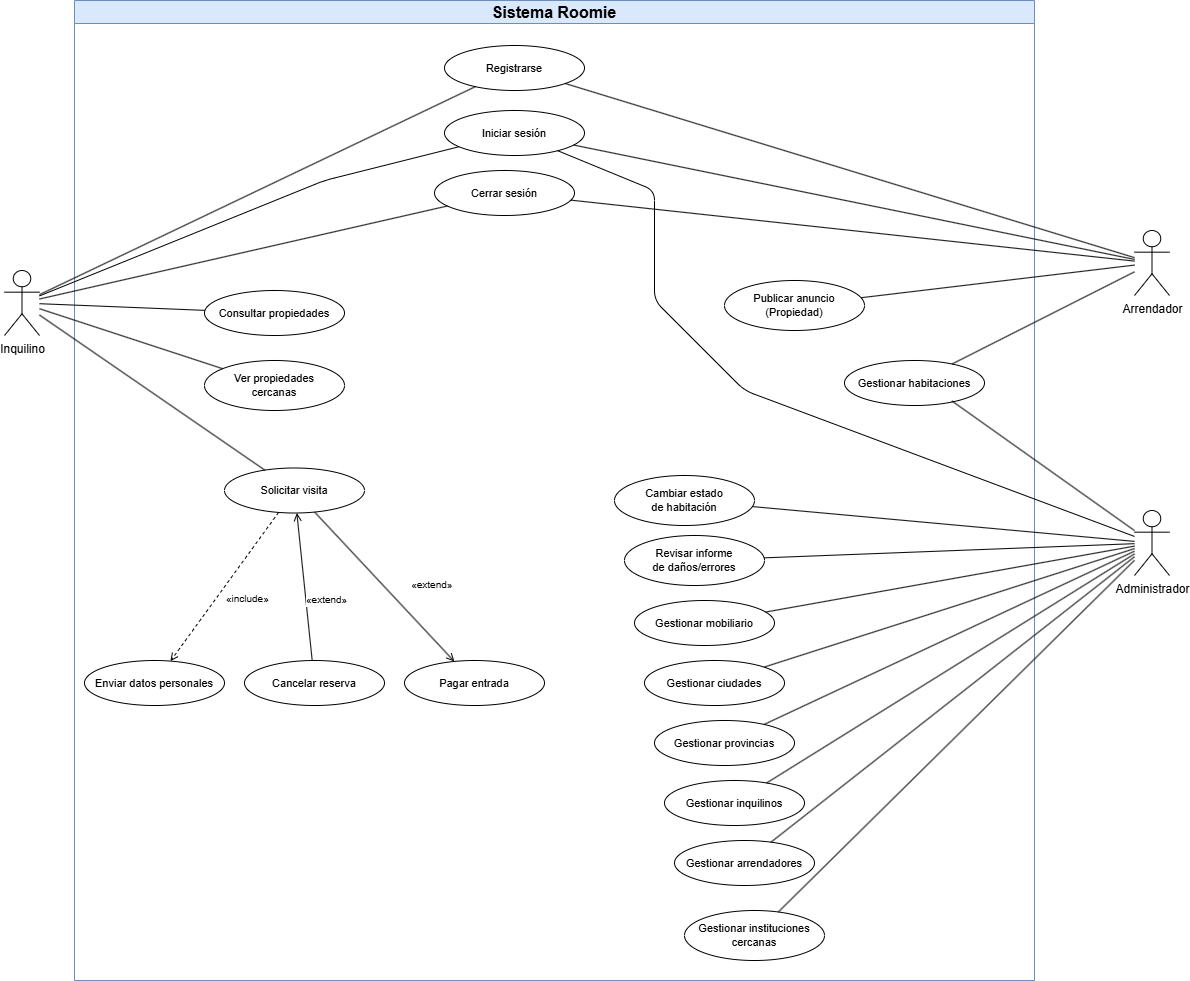 Sistema Roomie
Registrarse
Iniciar sesión
Cerrar sesión
Inquilino
Arrendador
Consultar propiedades
Publicar anuncio
(Propiedad)
Ver propiedades
cercanas
Gestionar habitaciones
Solicitar visita
Cambiar estado
de habitación
Revisar informe
de daños/errores
Administrador
«include»
«extend»
«extend»
Gestionar mobiliario
Enviar datos personales
Cancelar reserva
Pagar entrada
Gestionar ciudades
Gestionar provincias
Gestionar inquilinos
Gestionar arrendadores
Gestionar instituciones
cercanas